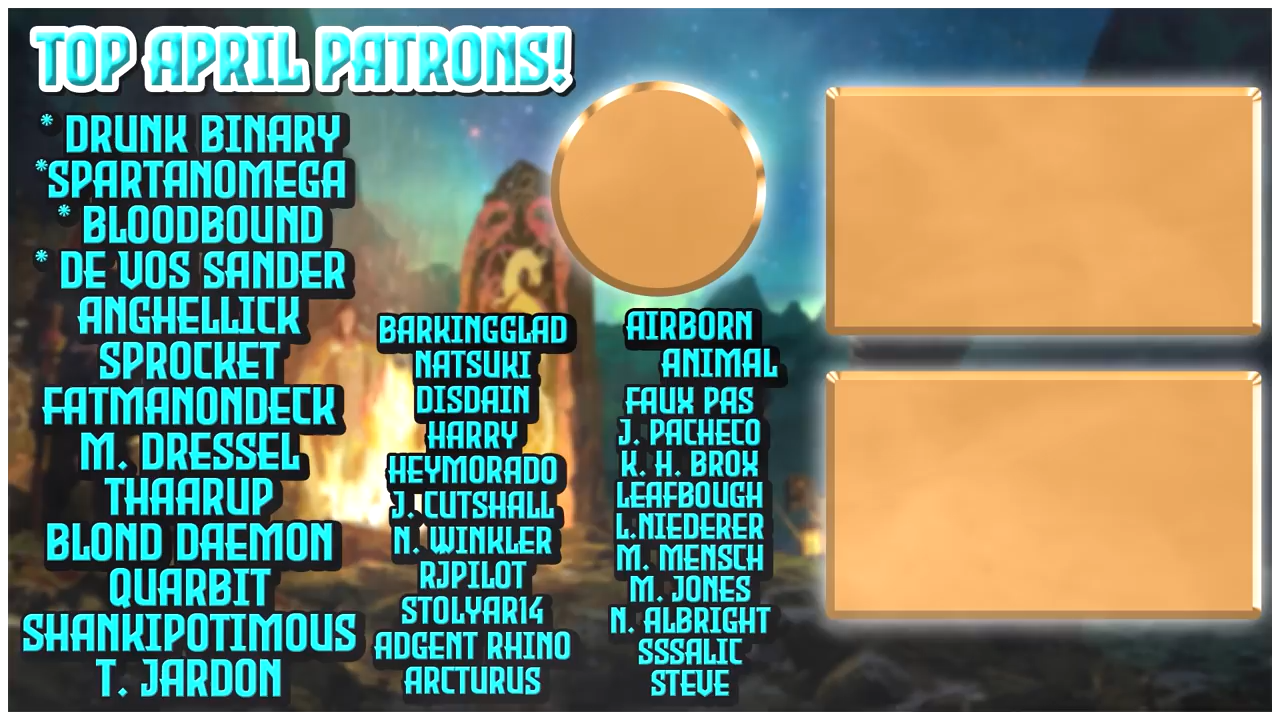 TOP APRIL PATRONS!
* DRUNK BINARY
*SPARTANOMEGA
* BLOODBOUND
* DE VOS SANDER
ANGHELLICK
SPROCKET
FATMANONDECK
M. DRESSEL
THAARUP
BLOND DAEMON
QUARBIT
SHANKIPOTIMOUS
T. JARDON
BARKINGGLAD
NATSUKI
DISDAIN
HARRY
HEYMORADO
J. CUTSHALL
N. WINKLER
RJPILOT
STOLYAR14
ADGENT RHINO
ARCTURUS
AIRBORN
ANIMAL
FAUX PAS
J. PACHECO
K. H. BROX
LEAFBOUGH
L.NIEDERER
M. MENSCH
M. JONES
N. ALBRIGHT
SSSALIC
STEVE